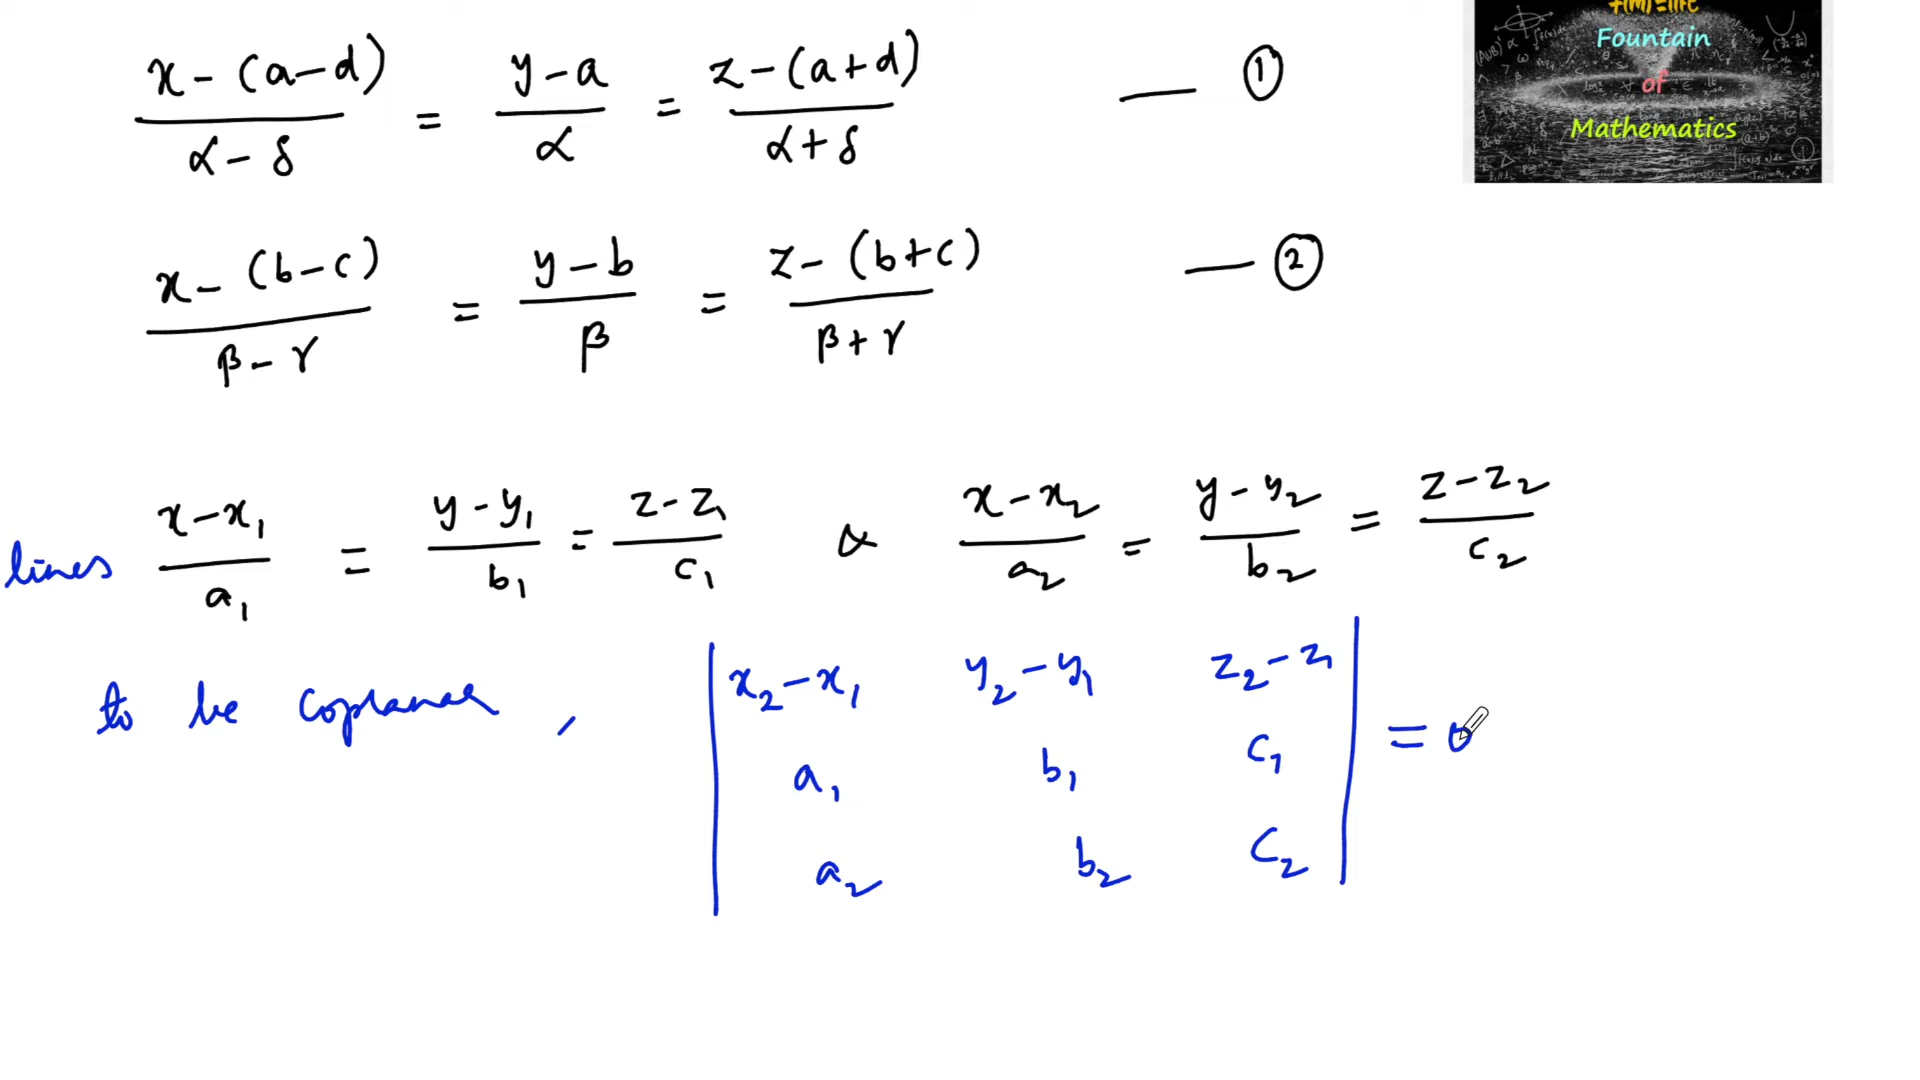 f(m)=life
Fountain
of
Mathematics
x-(a-d) / α-δ = y-a / α = z-(a+d) / α+δ — ①
x-(b-c) / β-γ = y-b / β = z-(b+c) / β+γ — ②
lines x-x₁ / a₁ = y-y₁ / b₁ = z-z₁ / c₁ & x-x₂ / a₂ = y-y₂ / b₂ = z-z₂ / c₂
to be coplanar, | x₂-x₁ y₂-y₁ z₂-z₁ |
| a₁ b₁ c₁ | = 0
| a₂ b₂ c₂ |